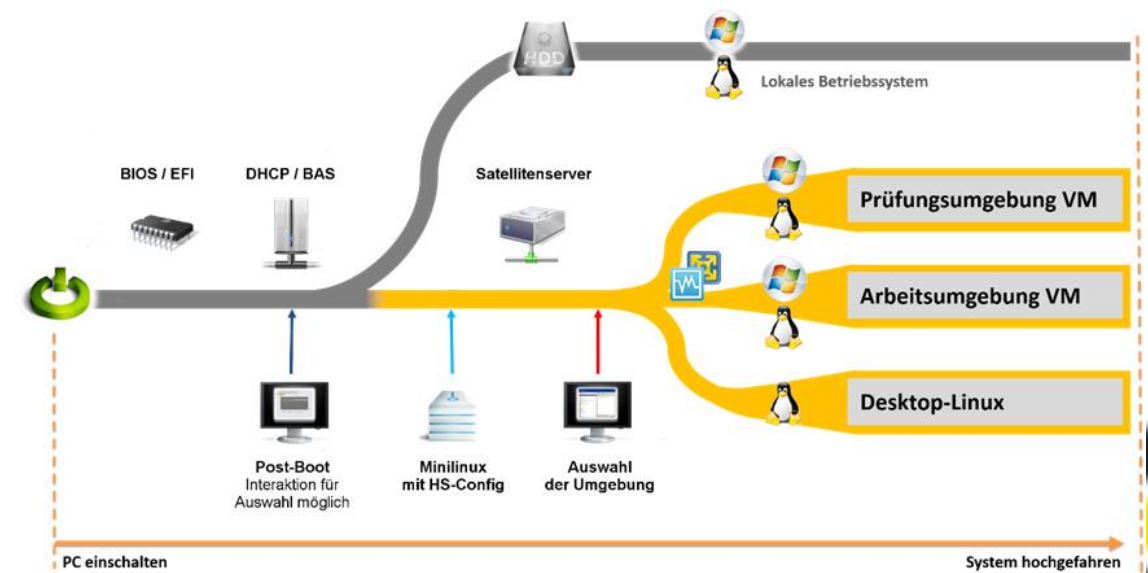 HDD
Lokales Betriebssystem
BIOS / EFI
DHCP / BAS
Satellitenserver
Prüfungsumgebung VM
Arbeitsumgebung VM
Desktop-Linux
Post-Boot
Interaktion für
Auswahl möglich
Minilinux
mit HS-Config
Auswahl
der Umgebung
PC einschalten
System hochgefahren